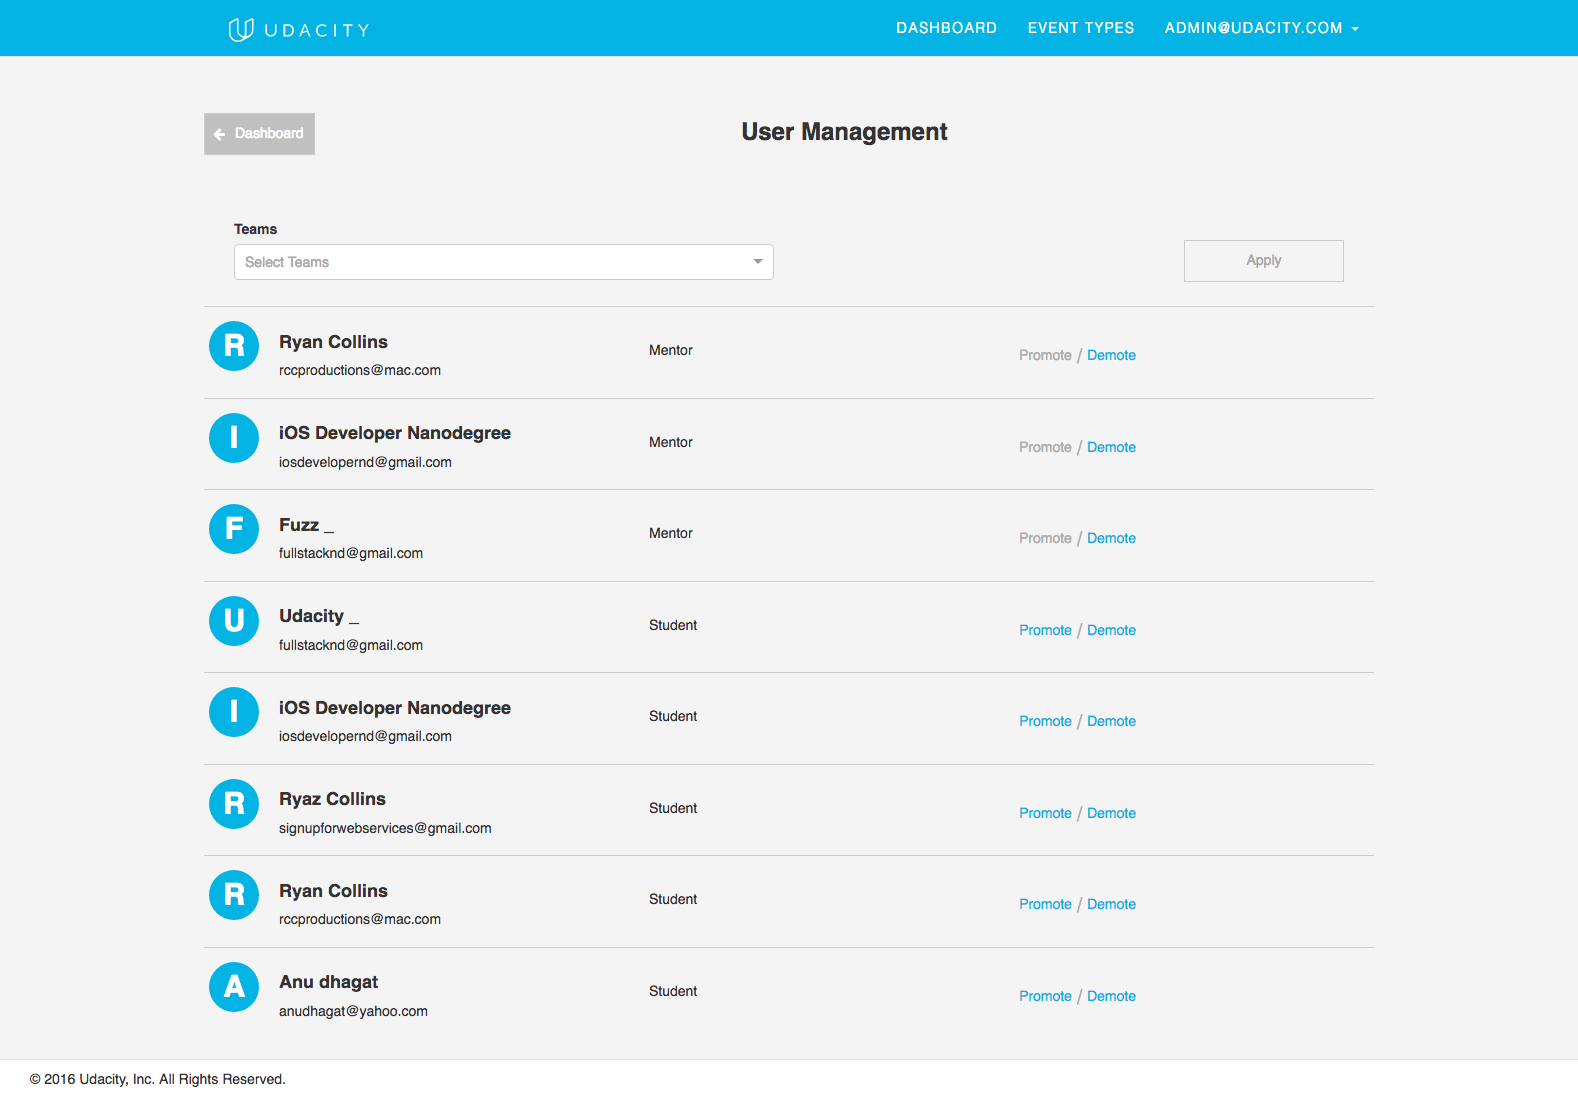 UDACITY DASHBOARD EVENT TYPES ADMIN@UDACITY.COM
Dashboard User Management
Teams
Select Teams Apply
R Ryan Collins Mentor Promote / Demote
rccproductions@mac.com
I iOS Developer Nanodegree Mentor Promote / Demote
iosdevelopernd@gmail.com
F Fuzz _ Mentor Promote / Demote
fullstacknd@gmail.com
U Udacity _ Student Promote / Demote
fullstacknd@gmail.com
I iOS Developer Nanodegree Student Promote / Demote
iosdevelopernd@gmail.com
R Ryaz Collins Student Promote / Demote
signupforwebservices@gmail.com
R Ryan Collins Student Promote / Demote
rccproductions@mac.com
A Anu dhagat Student Promote / Demote
anudhagat@yahoo.com
© 2016 Udacity, Inc. All Rights Reserved.